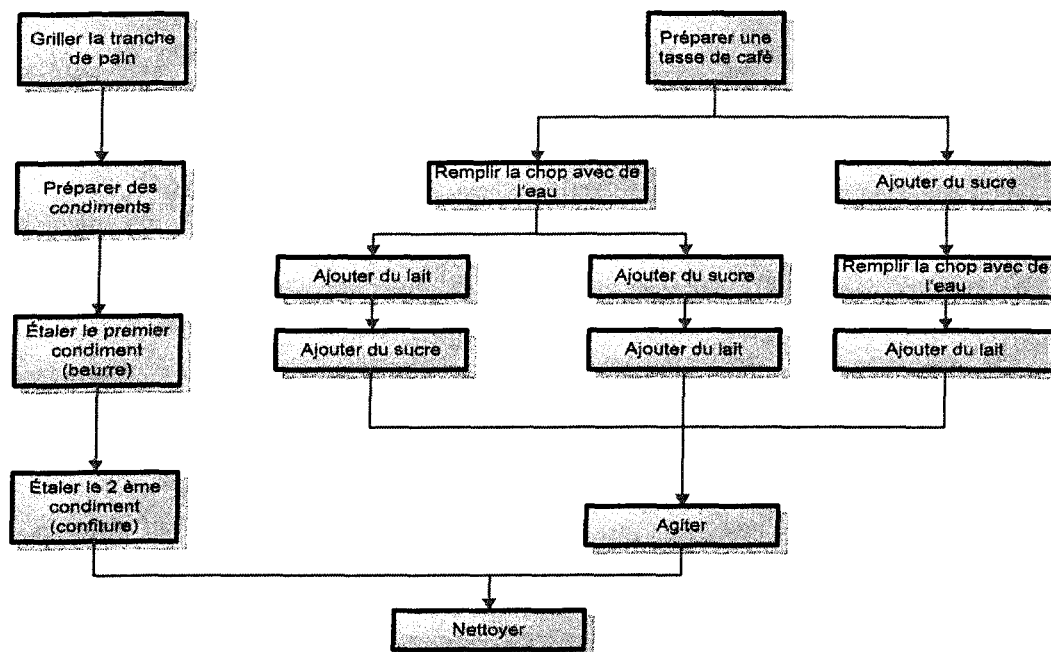 Griller la tranche
de pain
Préparer une
tasse de café
Remplir la chop avec de
l'eau
Ajouter du sucre
Préparer des
condiments
Ajouter du lait
Ajouter du sucre
Remplir la chop avec de
l'eau
Étaler le premier
condiment
(beurre)
Ajouter du sucre
Ajouter du lait
Ajouter du lait
Étaler le 2 ème
condiment
(confiture)
Agiter
Nettoyer